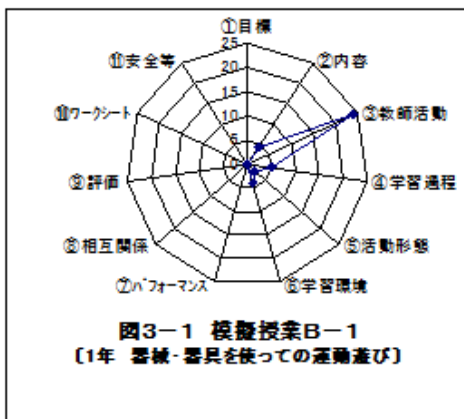 ①目標
②内容
③教師活動
④学習過程
⑤活動形態
⑥学習環境
⑦パフォーマンス
⑧相互関係
⑨評価
⑩ワークシート
⑪安全等
25
20
15
10
5
0
図3－1 模擬授業B－1
〔1年 器械・器具を使っての運動遊び〕